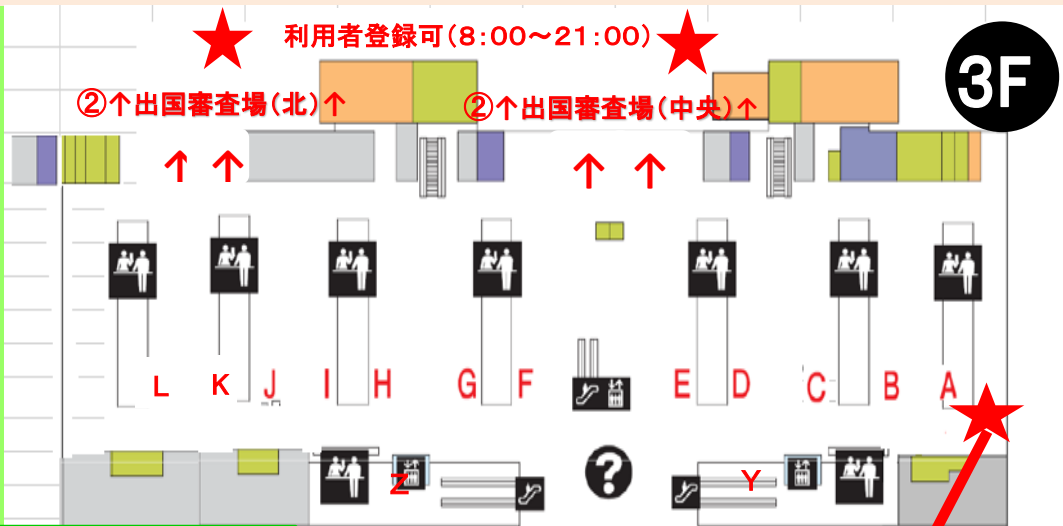 利用者登録可(8:00~21:00)
3F
②↑出国審査場(北)↑
②↑出国審査場(中央)↑
↑ ↑
↑ ↑
L K J I H G F E D C B A
?
Z
Y